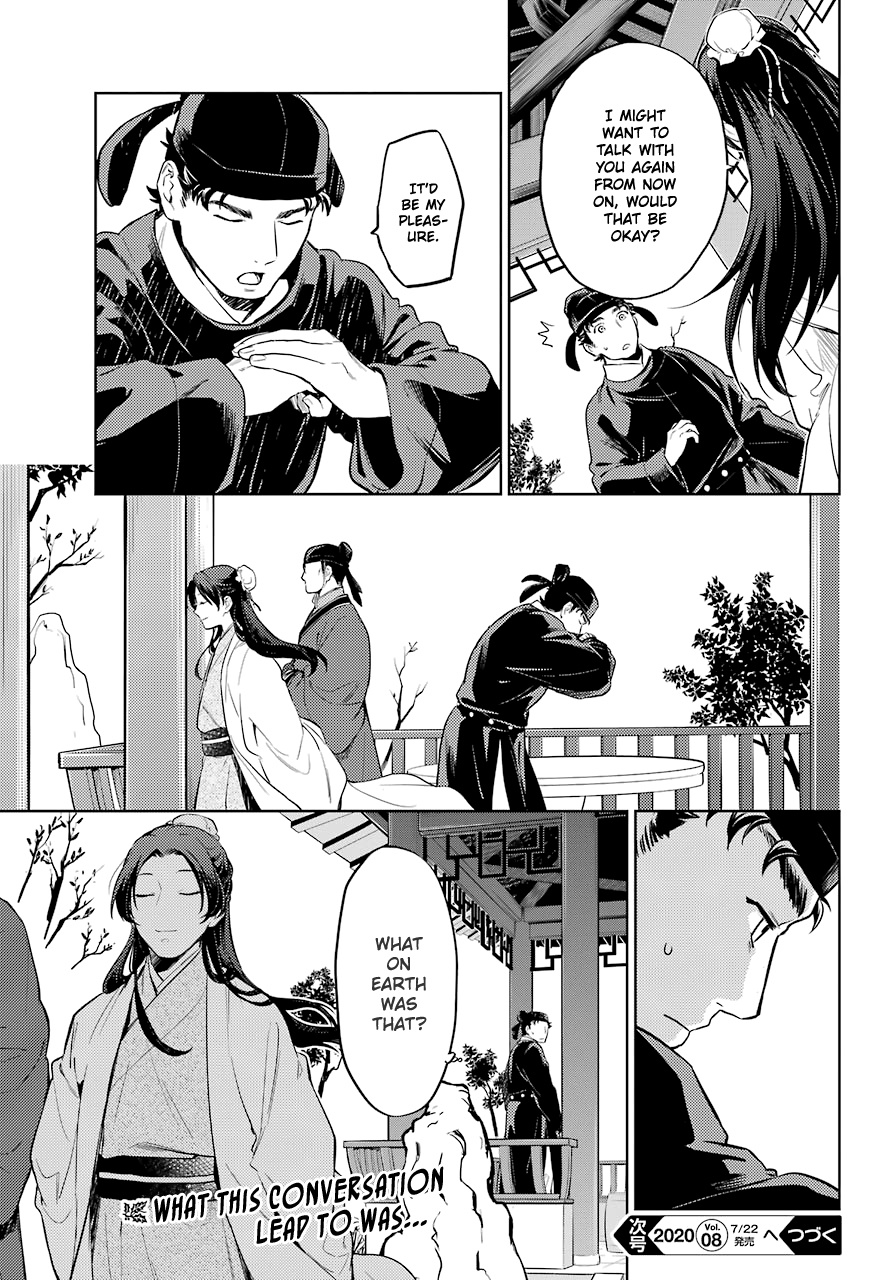 I MIGHT
WANT TO
TALK WITH
YOU AGAIN
FROM NOW
ON, WOULD
THAT BE
OKAY?
IT'D
BE MY
PLEAS-
URE.
WHAT
ON
EARTH
WAS
THAT?
WHAT THIS CONVERSATION
LEAD TO WAS...
次号 2020 Vol. 08 7/22 発売 へ つづく